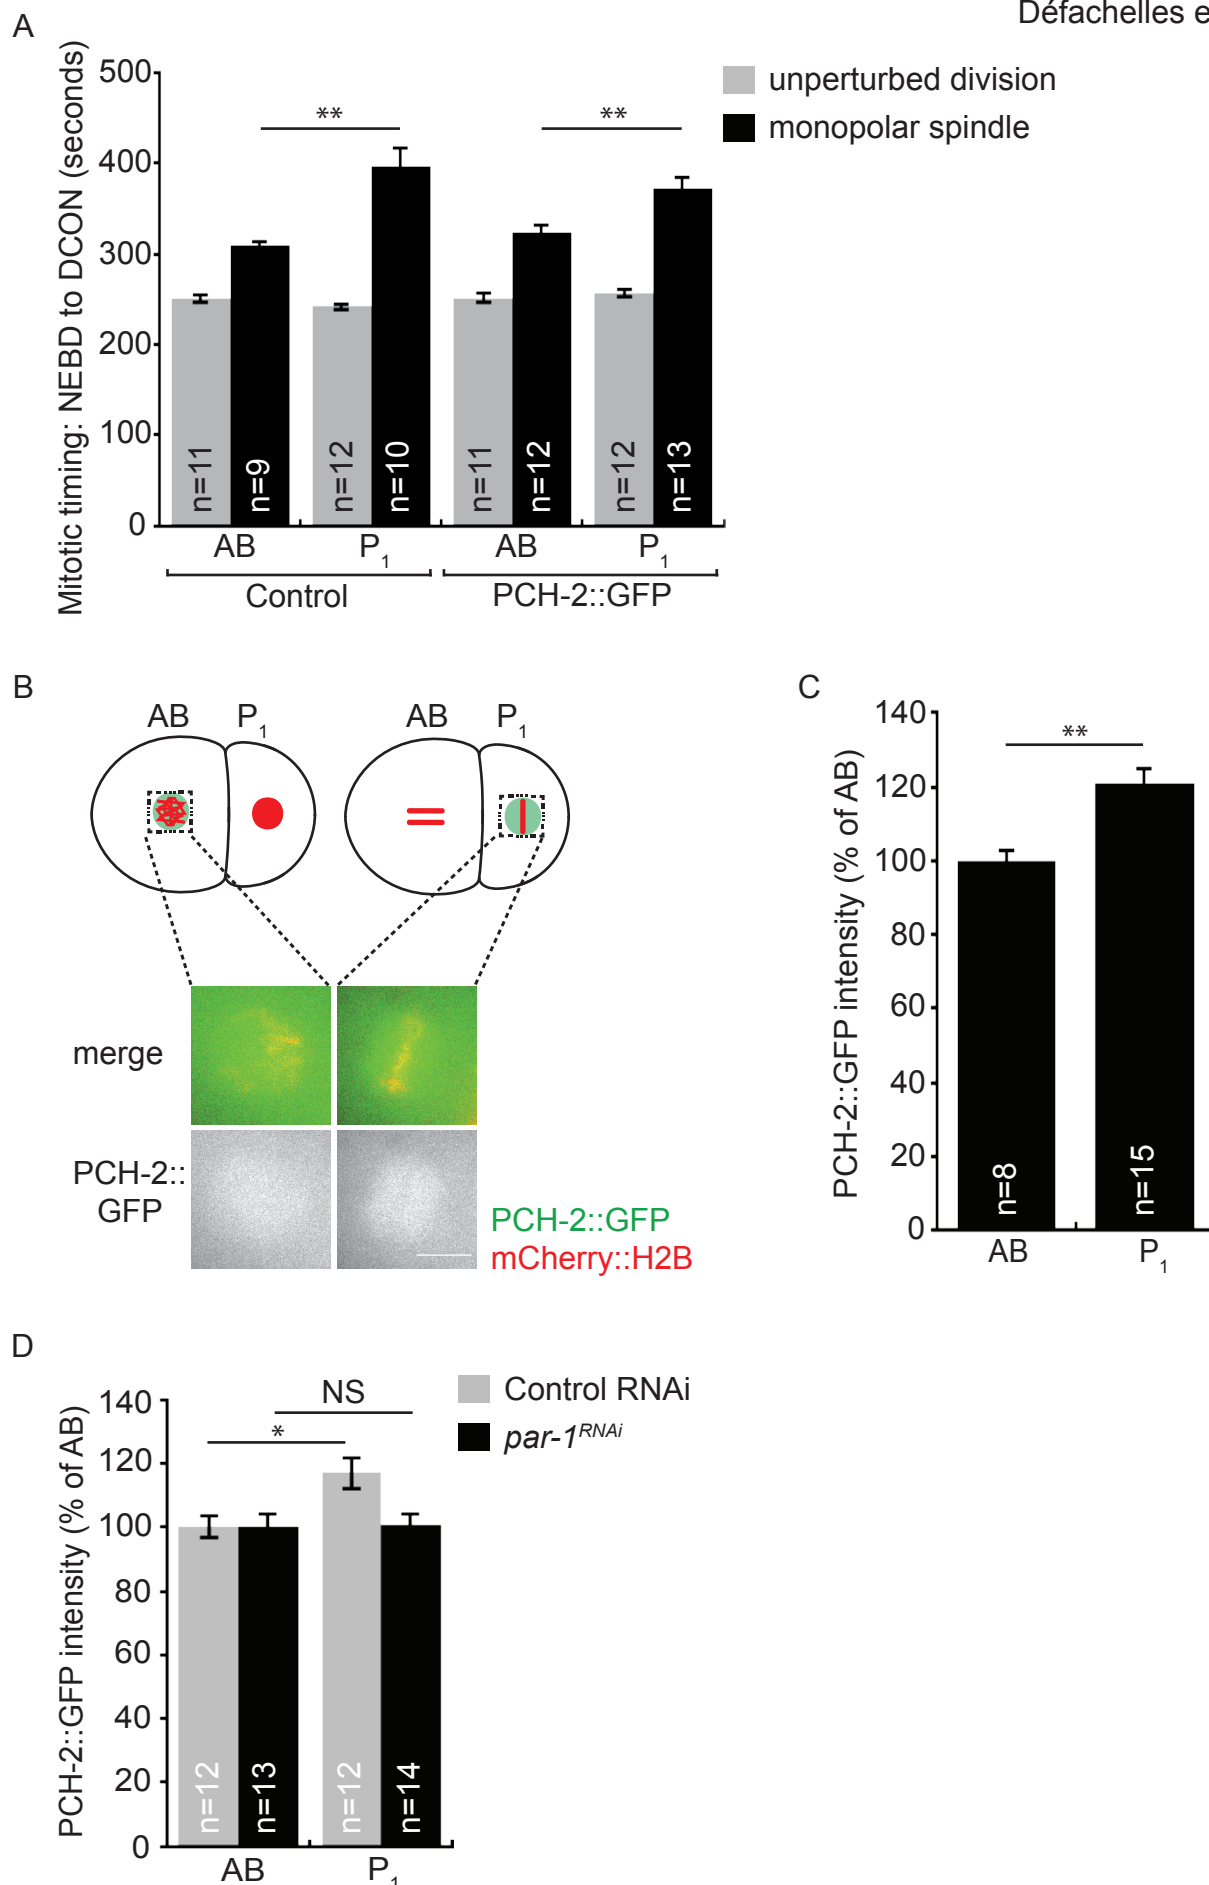 Défachelles e
A
Mitotic timing: NEBD to DCON (seconds)
500
400
300
200
100
0
unperturbed division
monopolar spindle
**
**
n=11
n=9
n=12
n=10
n=11
n=12
n=12
n=13
AB
P1
AB
P1
Control
PCH-2::GFP
B
AB
P1
AB
P1
merge
PCH-2::
GFP
PCH-2::GFP
mCherry::H2B
C
PCH-2::GFP intensity (% of AB)
140
120
100
80
60
40
20
0
**
n=8
n=15
AB
P1
D
PCH-2::GFP intensity (% of AB)
140
120
100
80
60
40
20
0
NS
*
Control RNAi
par-1RNAi
n=12
n=13
n=12
n=14
AB
P1